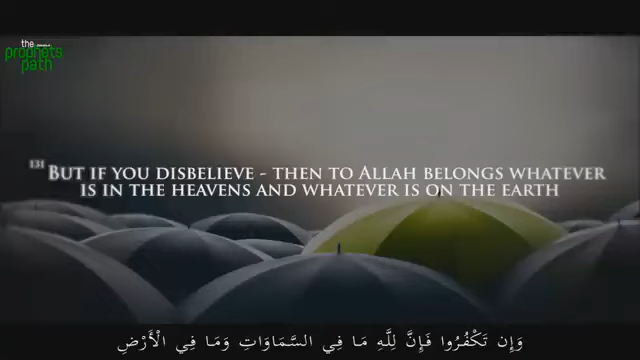 the
prophets
path
131 BUT IF YOU DISBELIEVE - THEN TO ALLAH BELONGS WHATEVER
IS IN THE HEAVENS AND WHATEVER IS ON THE EARTH
وَإِن تَكْفُرُوا فَإِنَّ لِلَّهِ مَا فِي السَّمَاوَاتِ وَمَا فِي الْأَرْضِ